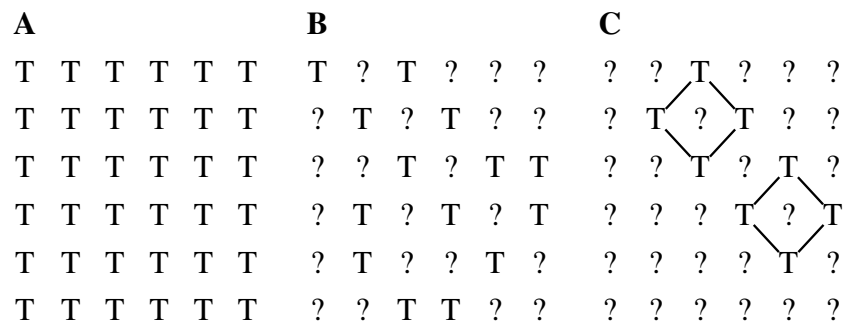 A B C
T T T T T T T ? T ? ? ? ? ? T ? ? ?
T T T T T T ? T ? T ? ? ? T ? T ? ?
T T T T T T ? ? T ? T T ? ? T ? T ?
T T T T T T ? T ? T ? T ? ? ? T ? T
T T T T T T ? T ? ? T ? ? ? ? ? T ?
T T T T T T ? ? T T ? ? ? ? ? ? ? ?